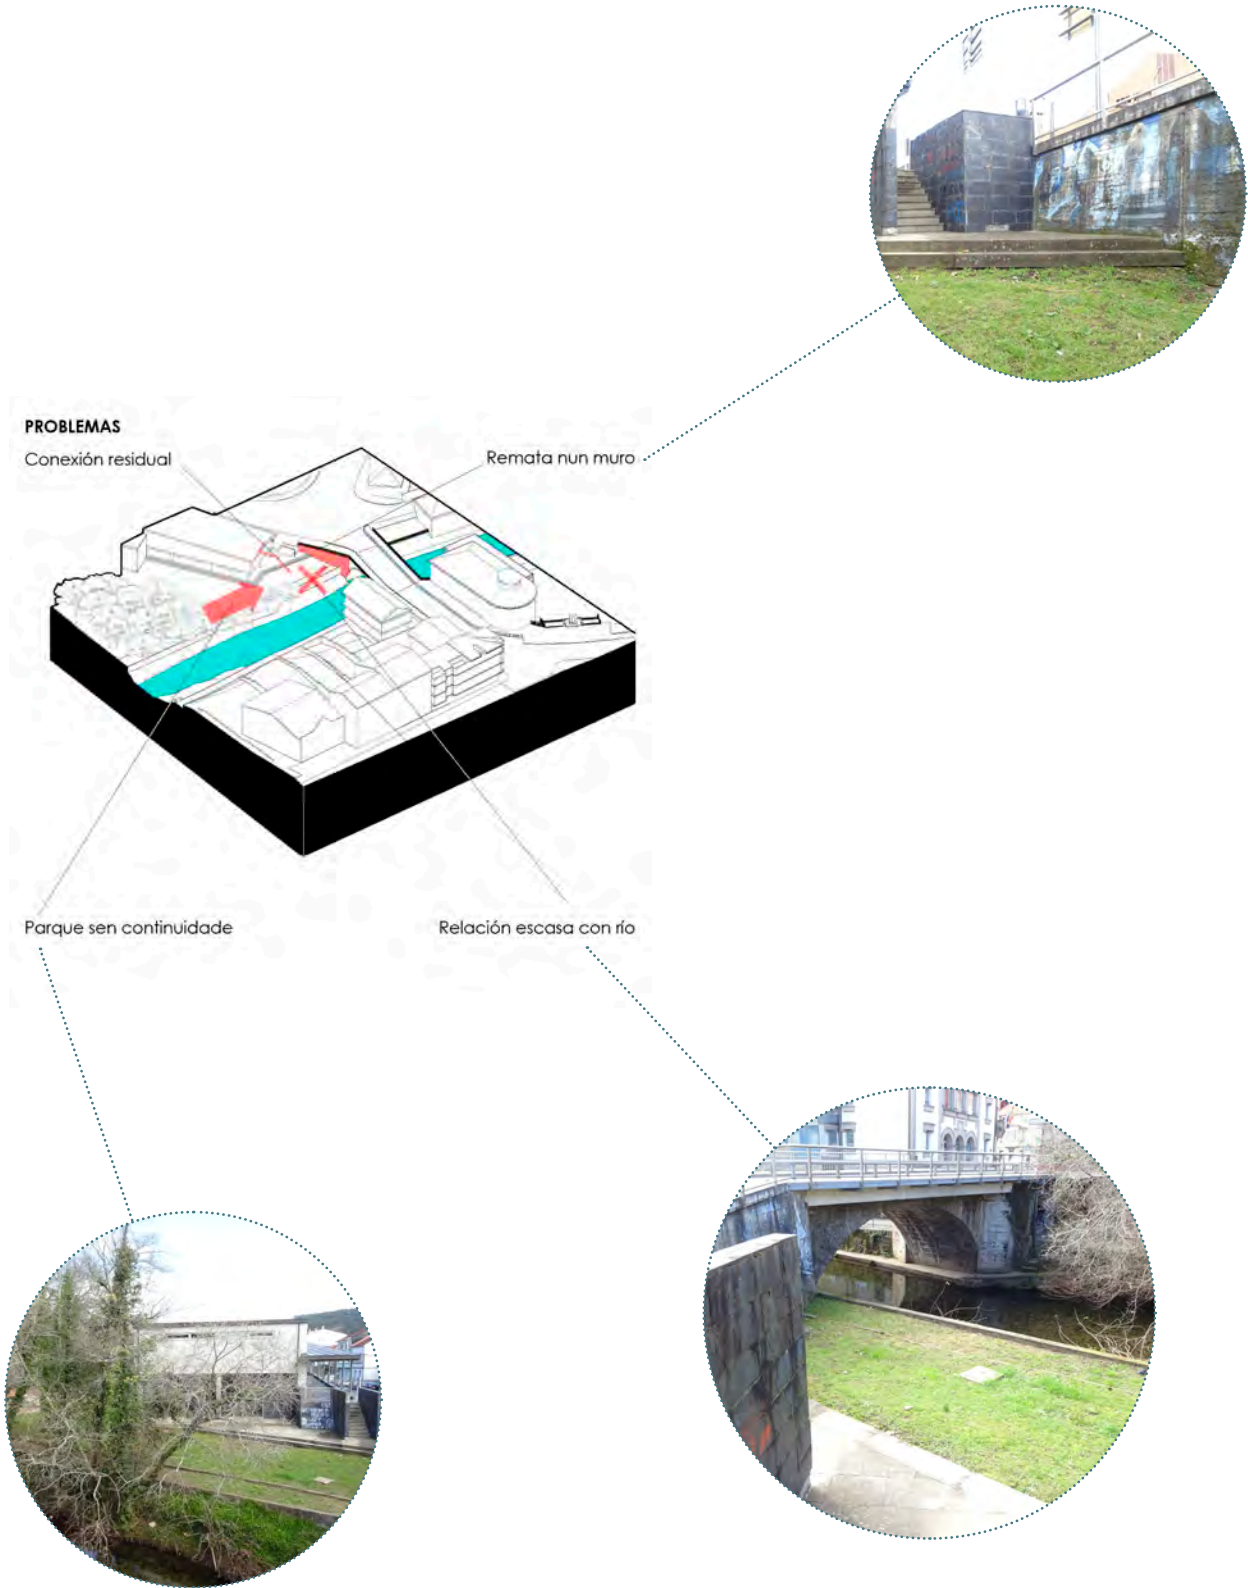 PROBLEMAS
Conexión residual
Remata nun muro
Parque sen continuidade
Relación escasa con río